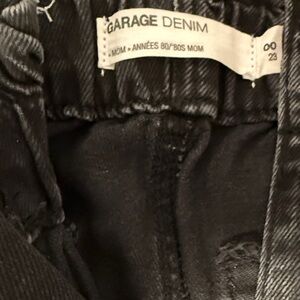 GARAGE DENIM
« MOM » ANNÉES 80/'80S MOM
00
23